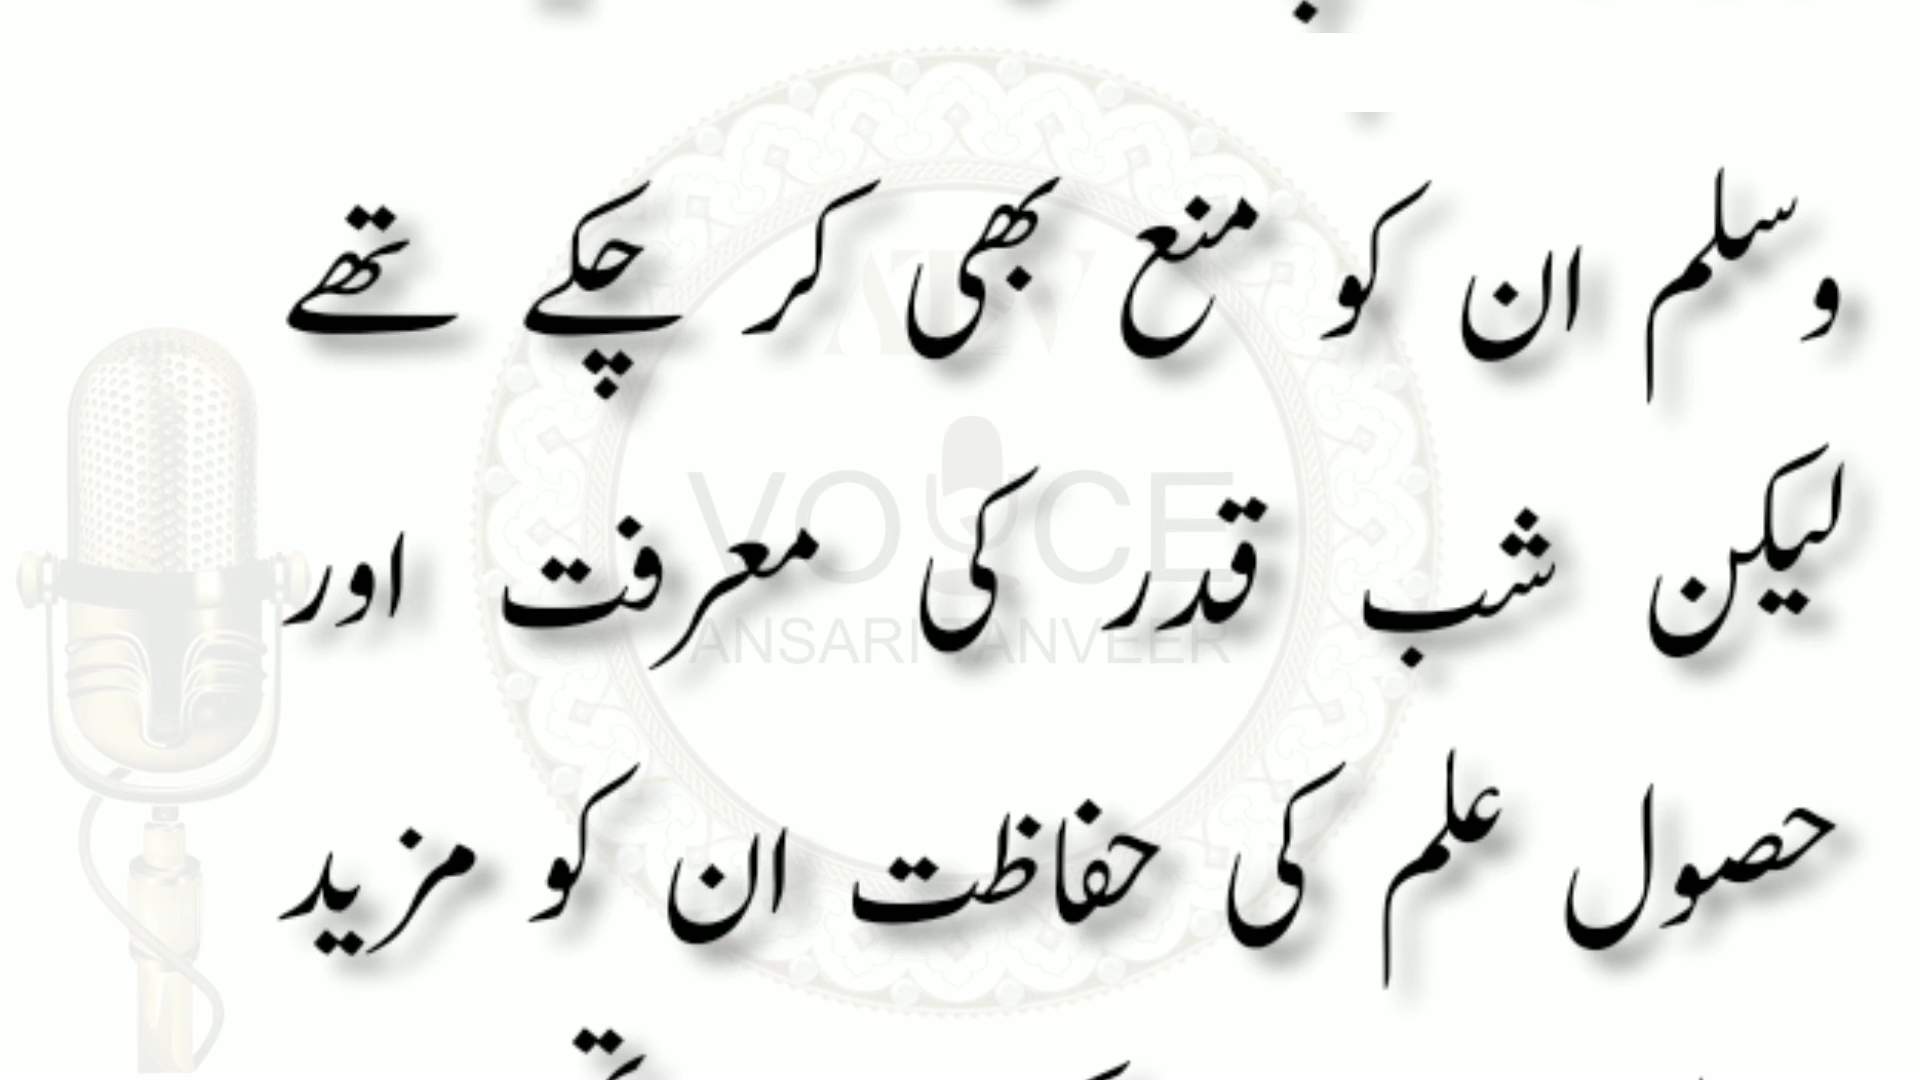 وسلم ان کو منع بھی کر چکے تھے
لیکن شب قدر کی معرفت اور
حصول علم کی حفاظت ان کو مزید
ATV
VOICE
ANSARI TANVEER